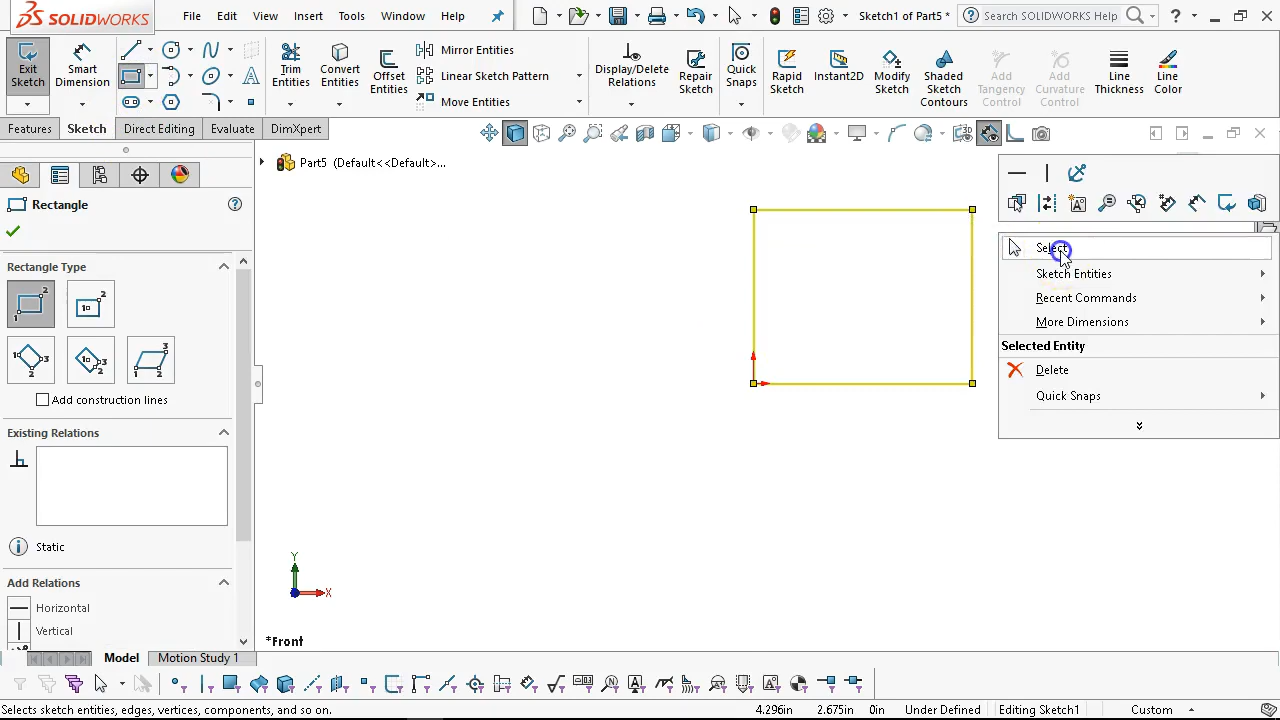 SOLIDWORKS
File Edit View Insert Tools Window Help
Sketch1 of Part5 *
Search SOLIDWORKS Help
Exit Sketch
Smart Dimension
Trim Entities
Convert Entities
Offset Entities
Mirror Entities
Linear Sketch Pattern
Move Entities
Display/Delete Relations
Repair Sketch
Quick Snaps
Rapid Sketch
Instant2D
Modify Sketch
Shaded Sketch Contours
Add Tangency Control
Add Curvature Control
Line Thickness
Line Color
Features Sketch Direct Editing Evaluate DimXpert
Part5 (Default<<Default>...
Rectangle
Rectangle Type
Add construction lines
Existing Relations
Static
Add Relations
Horizontal
Vertical
Select
Sketch Entities
Recent Commands
More Dimensions
Selected Entity
Delete
Quick Snaps
Y
X
*Front
Model Motion Study 1
Selects sketch entities, edges, vertices, components, and so on.
4.296in 2.675in 0in Under Defined Editing Sketch1 Custom